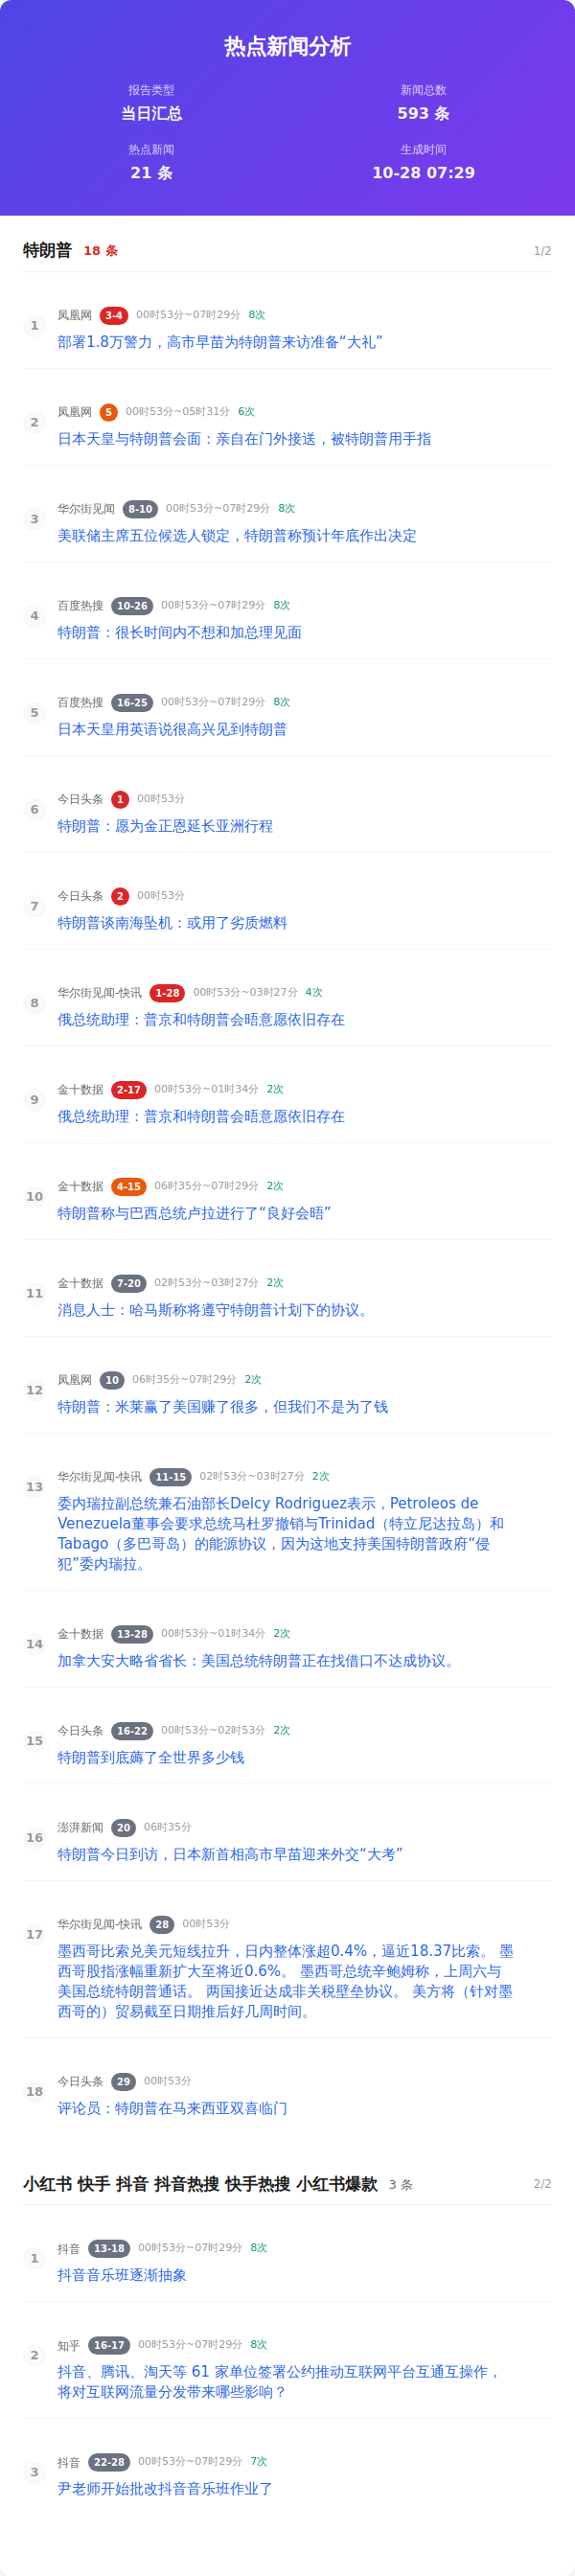 热点新闻分析
报告类型
新闻总数
当日汇总
593 条
热点新闻
生成时间
21 条
10-28 07:29
特朗普 18 条 1/2
1 凤凰网 3-4 00时53分~07时29分 8次
部署1.8万警力，高市早苗为特朗普来访准备“大礼”
2 凤凰网 5 00时53分~05时31分 6次
日本天皇与特朗普会面：亲自在门外接送，被特朗普用手指
3 华尔街见闻 8-10 00时53分~07时29分 8次
美联储主席五位候选人锁定，特朗普称预计年底作出决定
4 百度热搜 10-26 00时53分~07时29分 8次
特朗普：很长时间内不想和加总理见面
5 百度热搜 16-25 00时53分~07时29分 8次
日本天皇用英语说很高兴见到特朗普
6 今日头条 1 00时53分
特朗普：愿为金正恩延长亚洲行程
7 今日头条 2 00时53分
特朗普谈南海坠机：或用了劣质燃料
8 华尔街见闻-快讯 1-28 00时53分~03时27分 4次
俄总统助理：普京和特朗普会晤意愿依旧存在
9 金十数据 2-17 00时53分~01时34分 2次
俄总统助理：普京和特朗普会晤意愿依旧存在
10 金十数据 4-15 06时35分~07时29分 2次
特朗普称与巴西总统卢拉进行了“良好会晤”
11 金十数据 7-20 02时53分~03时27分 2次
消息人士：哈马斯称将遵守特朗普计划下的协议。
12 凤凰网 10 06时35分~07时29分 2次
特朗普：米莱赢了美国赚了很多，但我们不是为了钱
13 华尔街见闻-快讯 11-15 02时53分~03时27分 2次
委内瑞拉副总统兼石油部长Delcy Rodriguez表示，Petroleos de
Venezuela董事会要求总统马杜罗撤销与Trinidad（特立尼达拉岛）和
Tabago（多巴哥岛）的能源协议，因为这地支持美国特朗普政府“侵
犯”委内瑞拉。
14 金十数据 13-28 00时53分~01时34分 2次
加拿大安大略省省长：美国总统特朗普正在找借口不达成协议。
15 今日头条 16-22 00时53分~02时53分 2次
特朗普到底薅了全世界多少钱
16 澎湃新闻 20 06时35分
特朗普今日到访，日本新首相高市早苗迎来外交“大考”
17 华尔街见闻-快讯 28 00时53分
墨西哥比索兑美元短线拉升，日内整体涨超0.4%，逼近18.37比索。 墨
西哥股指涨幅重新扩大至将近0.6%。 墨西哥总统辛鲍姆称，上周六与
美国总统特朗普通话。 两国接近达成非关税壁垒协议。 美方将（针对墨
西哥的）贸易截至日期推后好几周时间。
18 今日头条 29 00时53分
评论员：特朗普在马来西亚双喜临门
小红书 快手 抖音 抖音热搜 快手热搜 小红书爆款 3 条 2/2
1 抖音 13-18 00时53分~07时29分 8次
抖音音乐班逐渐抽象
2 知乎 16-17 00时53分~07时29分 8次
抖音、腾讯、淘天等 61 家单位签署公约推动互联网平台互通互操作，
将对互联网流量分发带来哪些影响？
3 抖音 22-28 00时53分~07时29分 7次
尹老师开始批改抖音音乐班作业了